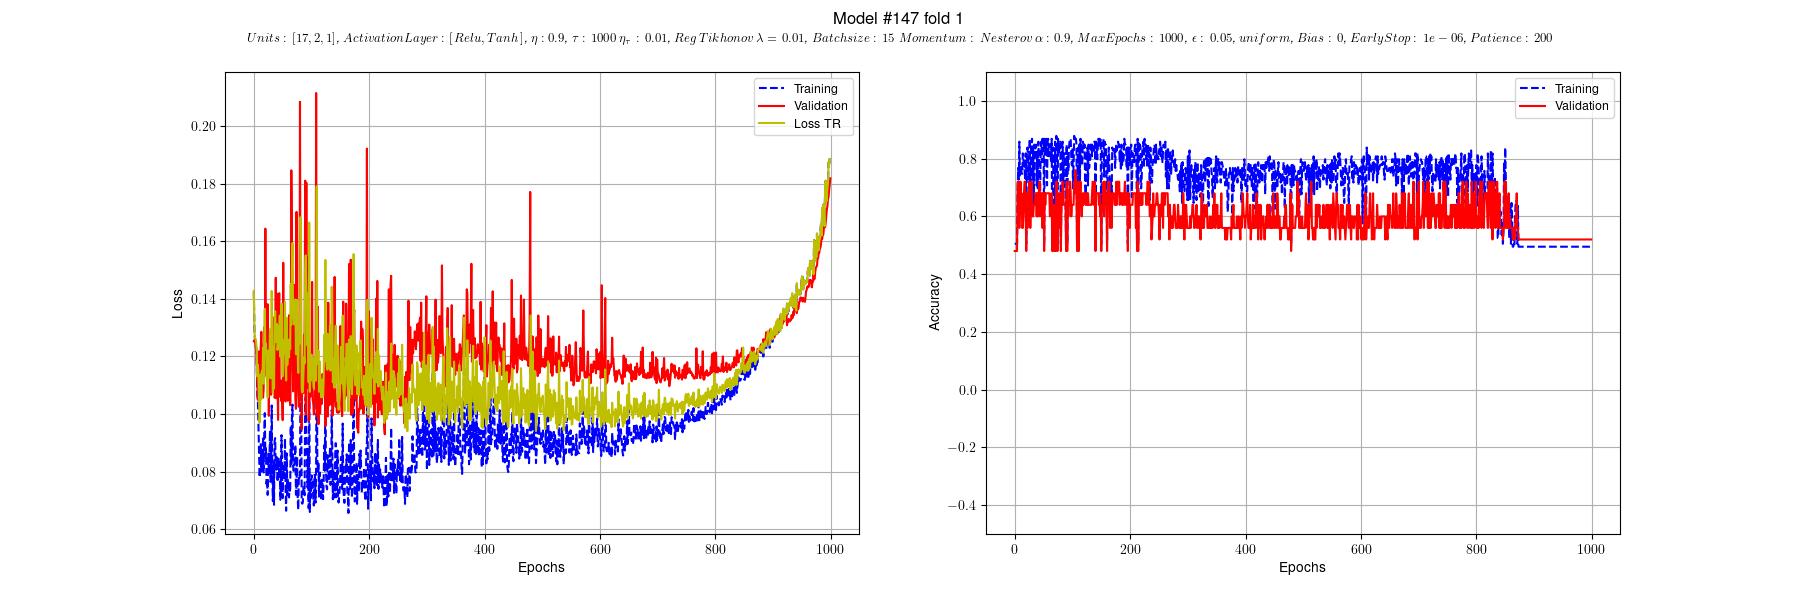 Model #147 fold 1
Units : [17, 2, 1], ActivationLayer : [Relu, Tanh], η : 0.9, τ : 1000 η_τ : 0.01, Reg Tikhonov λ = 0.01, Batchsize : 15 Momentum : Nesterov α : 0.9, MaxEpochs : 1000, ϵ : 0.05, uniform, Bias : 0, EarlyStop : 1e − 06, Patience : 200
Loss
0.20
0.18
0.16
0.14
0.12
0.10
0.08
0.06
Training
Validation
Loss TR
0 200 400 600 800 1000
Epochs
Accuracy
1.0
0.8
0.6
0.4
0.2
0.0
−0.2
−0.4
Training
Validation
0 200 400 600 800 1000
Epochs